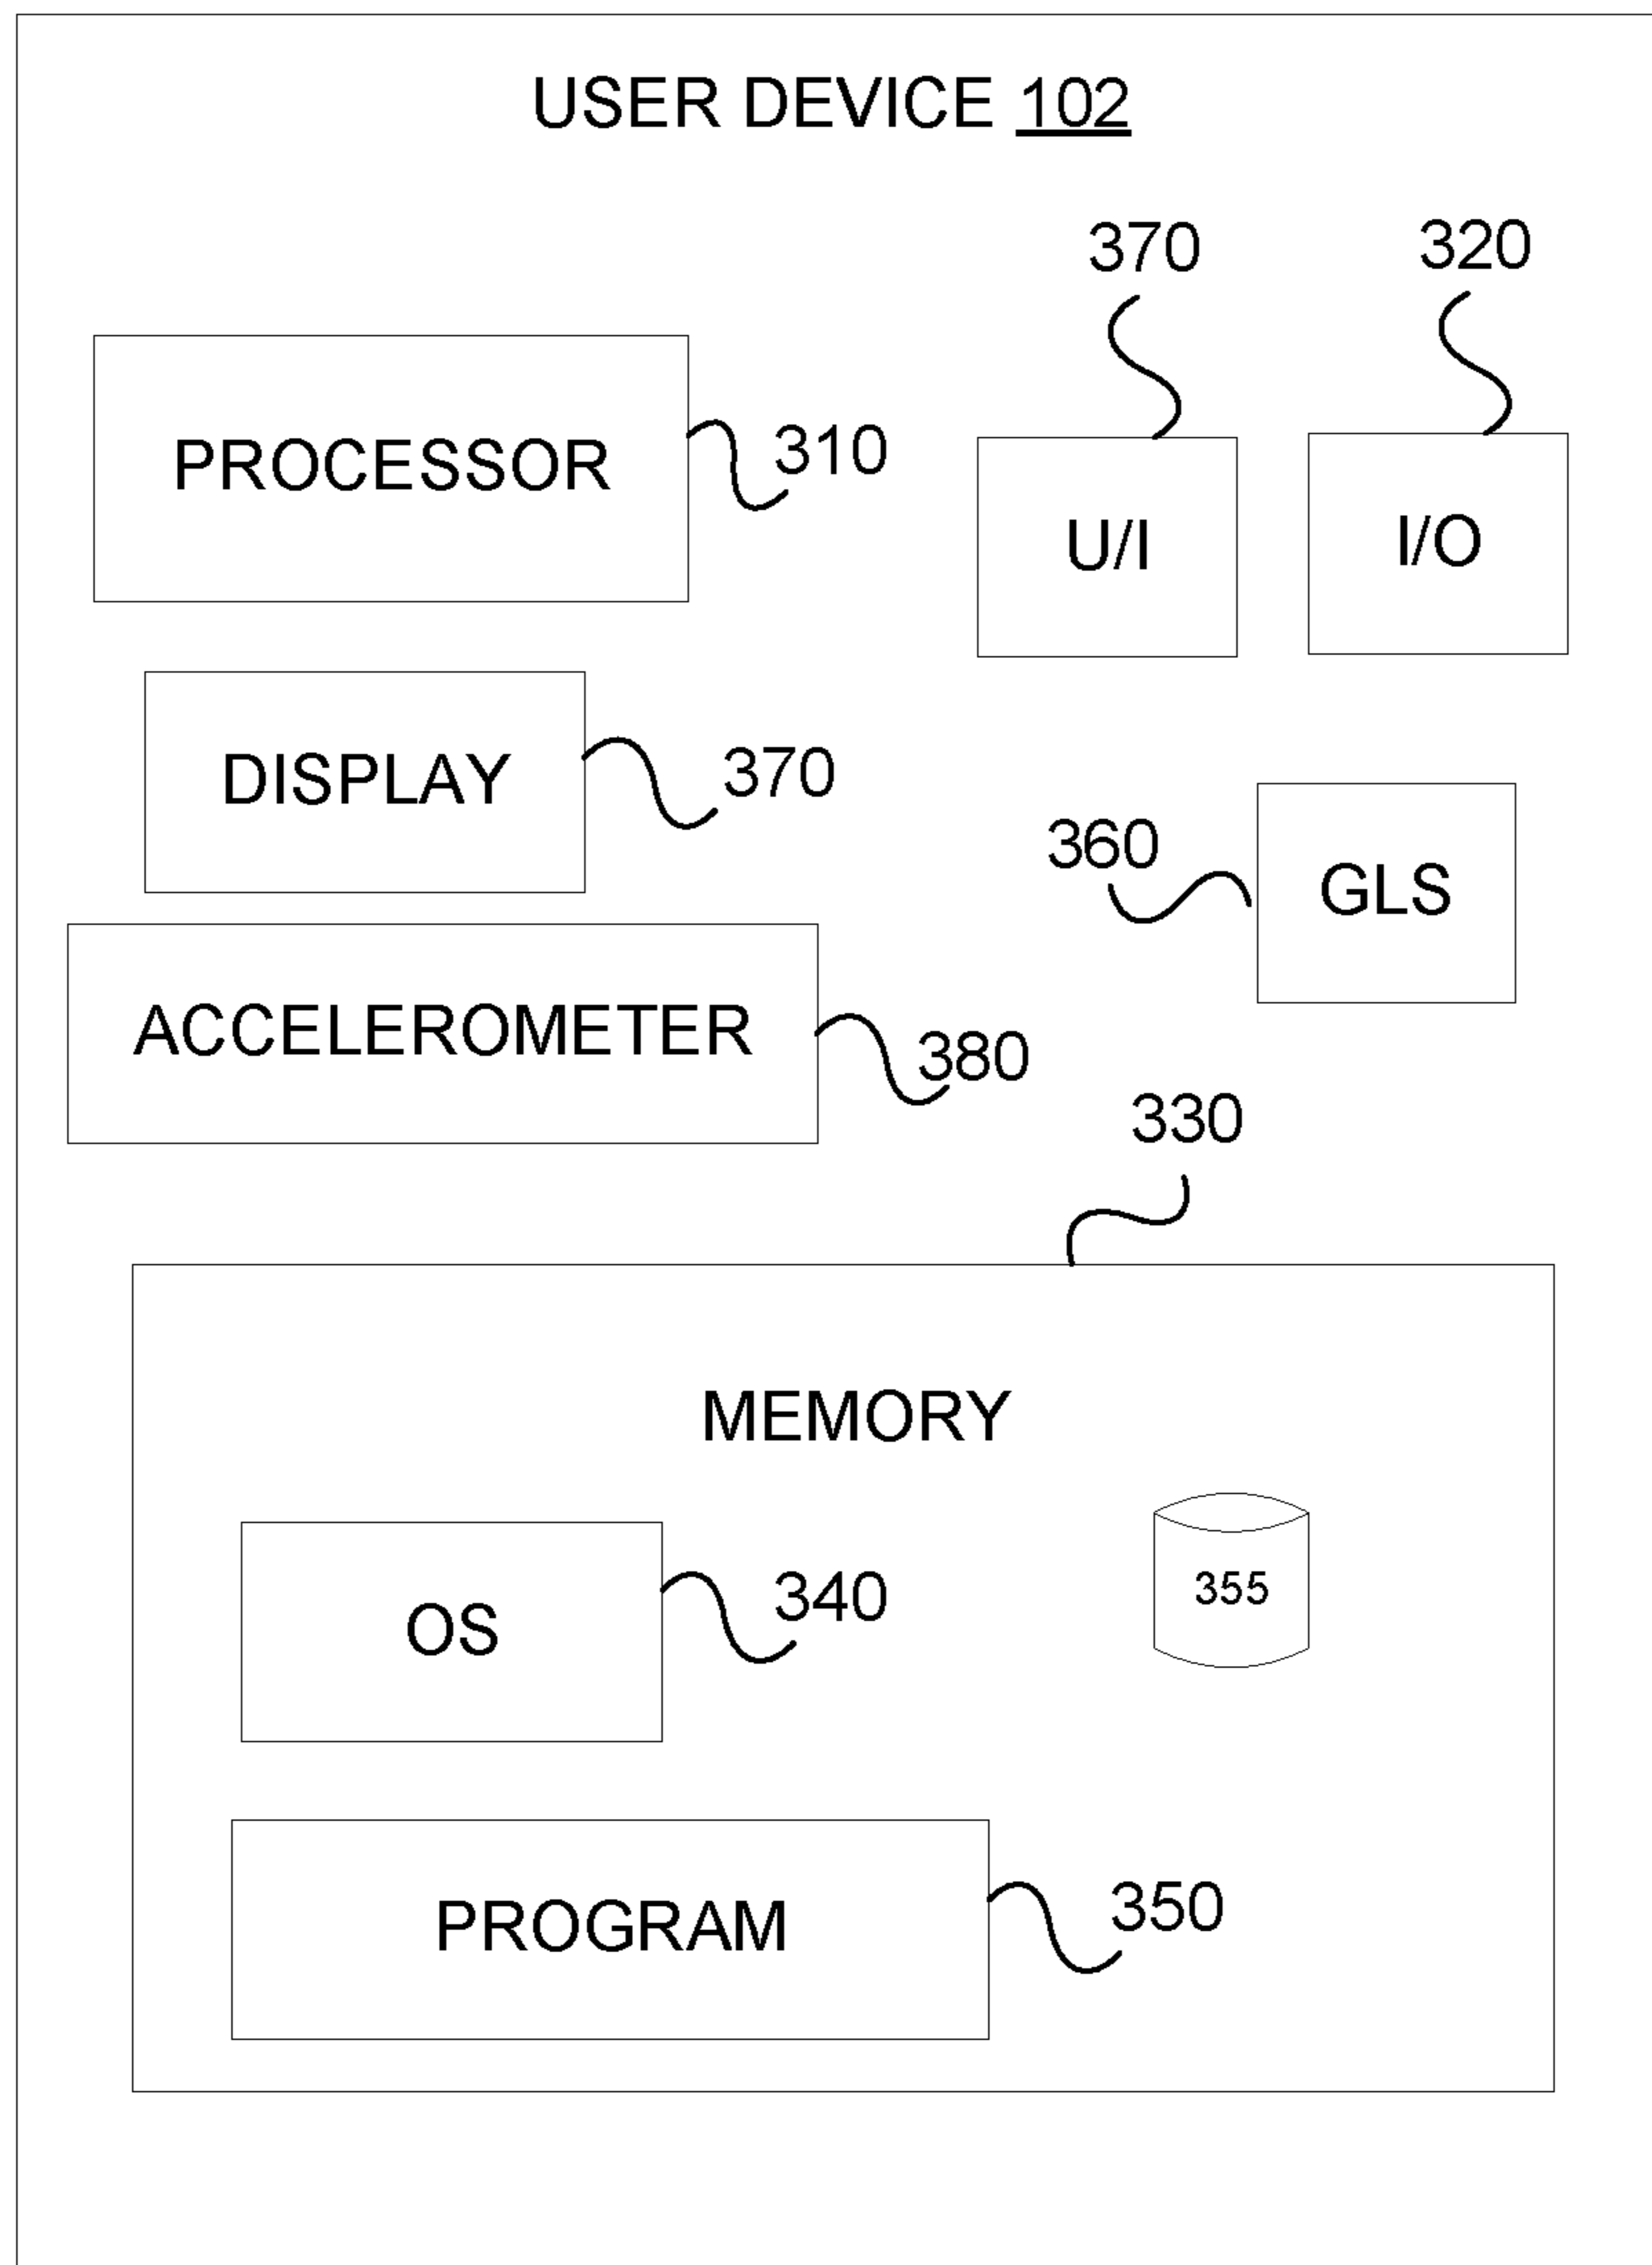 USER DEVICE 102
370
320
PROCESSOR
310
U/I
I/O
DISPLAY
370
360
GLS
ACCELEROMETER
380
330
MEMORY
OS
340
355
PROGRAM
350